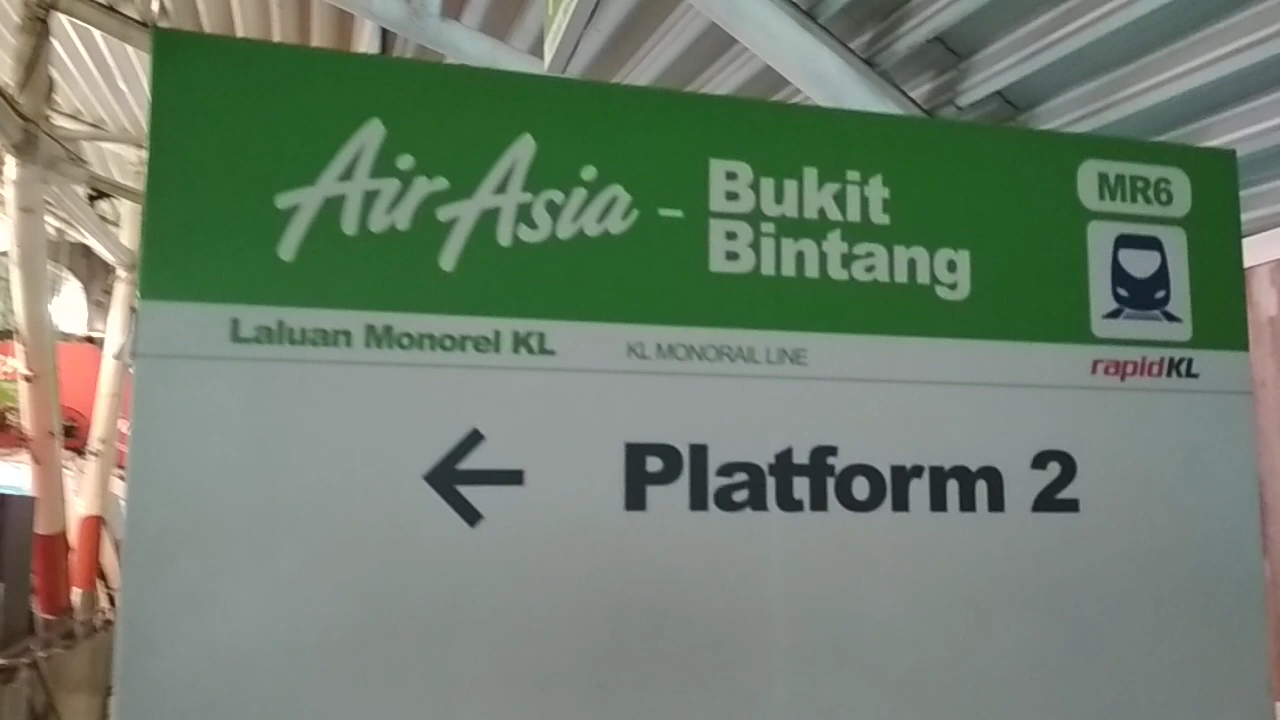 AirAsia - Bukit Bintang
MR6
Laluan Monorel KL KL MONORAIL LINE
rapidKL
← Platform 2